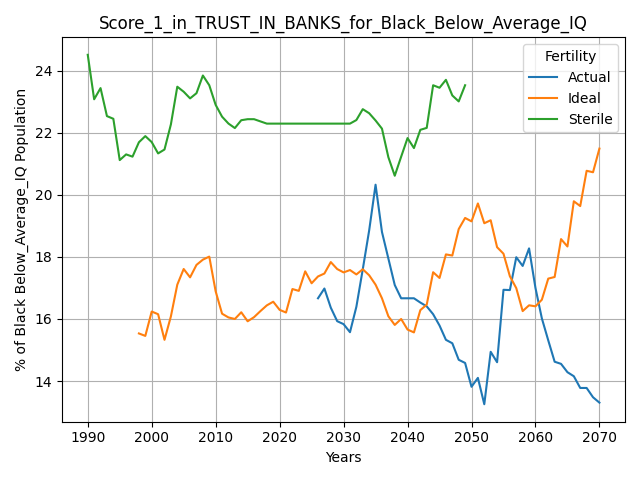 Score_1_in_TRUST_IN_BANKS_for_Black_Below_Average_IQ
Fertility
Actual
Ideal
Sterile
% of Black Below_Average_IQ Population
24
22
20
18
16
14
1990 2000 2010 2020 2030 2040 2050 2060 2070
Years